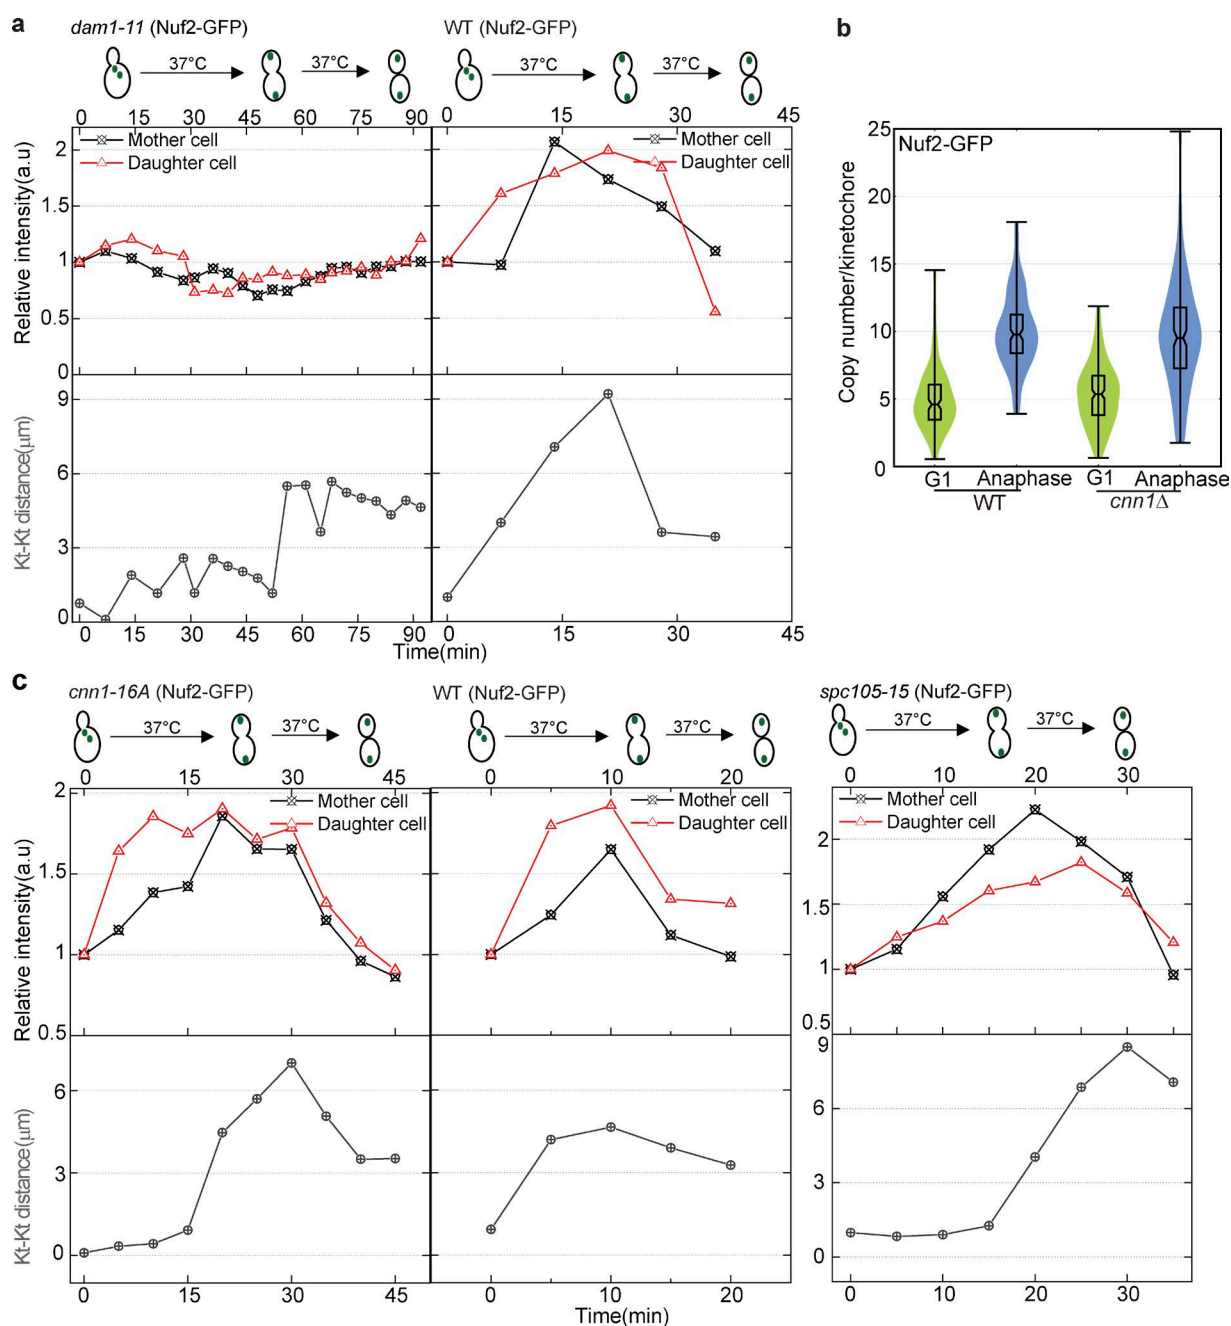 a
dam1-11 (Nuf2-GFP)
37°C
37°C
0 15 30 45 60 75 90
Mother cell
Daughter cell
Relative intensity(a.u)
2
1.5
1
0.5
0
Kt-Kt distance(μm)
9
6
3
0
0 15 30 45 60 75 90
WT (Nuf2-GFP)
37°C
37°C
0 15 30 45
Mother cell
Daughter cell
0 15 30 45
Time(min)
b
Nuf2-GFP
Copy number/kinetochore
25
20
15
10
5
0
G1 Anaphase G1 Anaphase
WT cnn1Δ
c
cnn1-16A (Nuf2-GFP)
37°C
37°C
0 15 30 45
Mother cell
Daughter cell
Relative intensity(a.u)
2
1.5
1
0.5
Kt-Kt distance(μm)
6
3
0
0 15 30 45
WT (Nuf2-GFP)
37°C
37°C
0 10 20
Mother cell
Daughter cell
0 10 20
Time(min)
spc105-15 (Nuf2-GFP)
37°C
37°C
0 10 20 30
Mother cell
Daughter cell
2
1.5
1
0.5
9
6
3
0
0 10 20 30